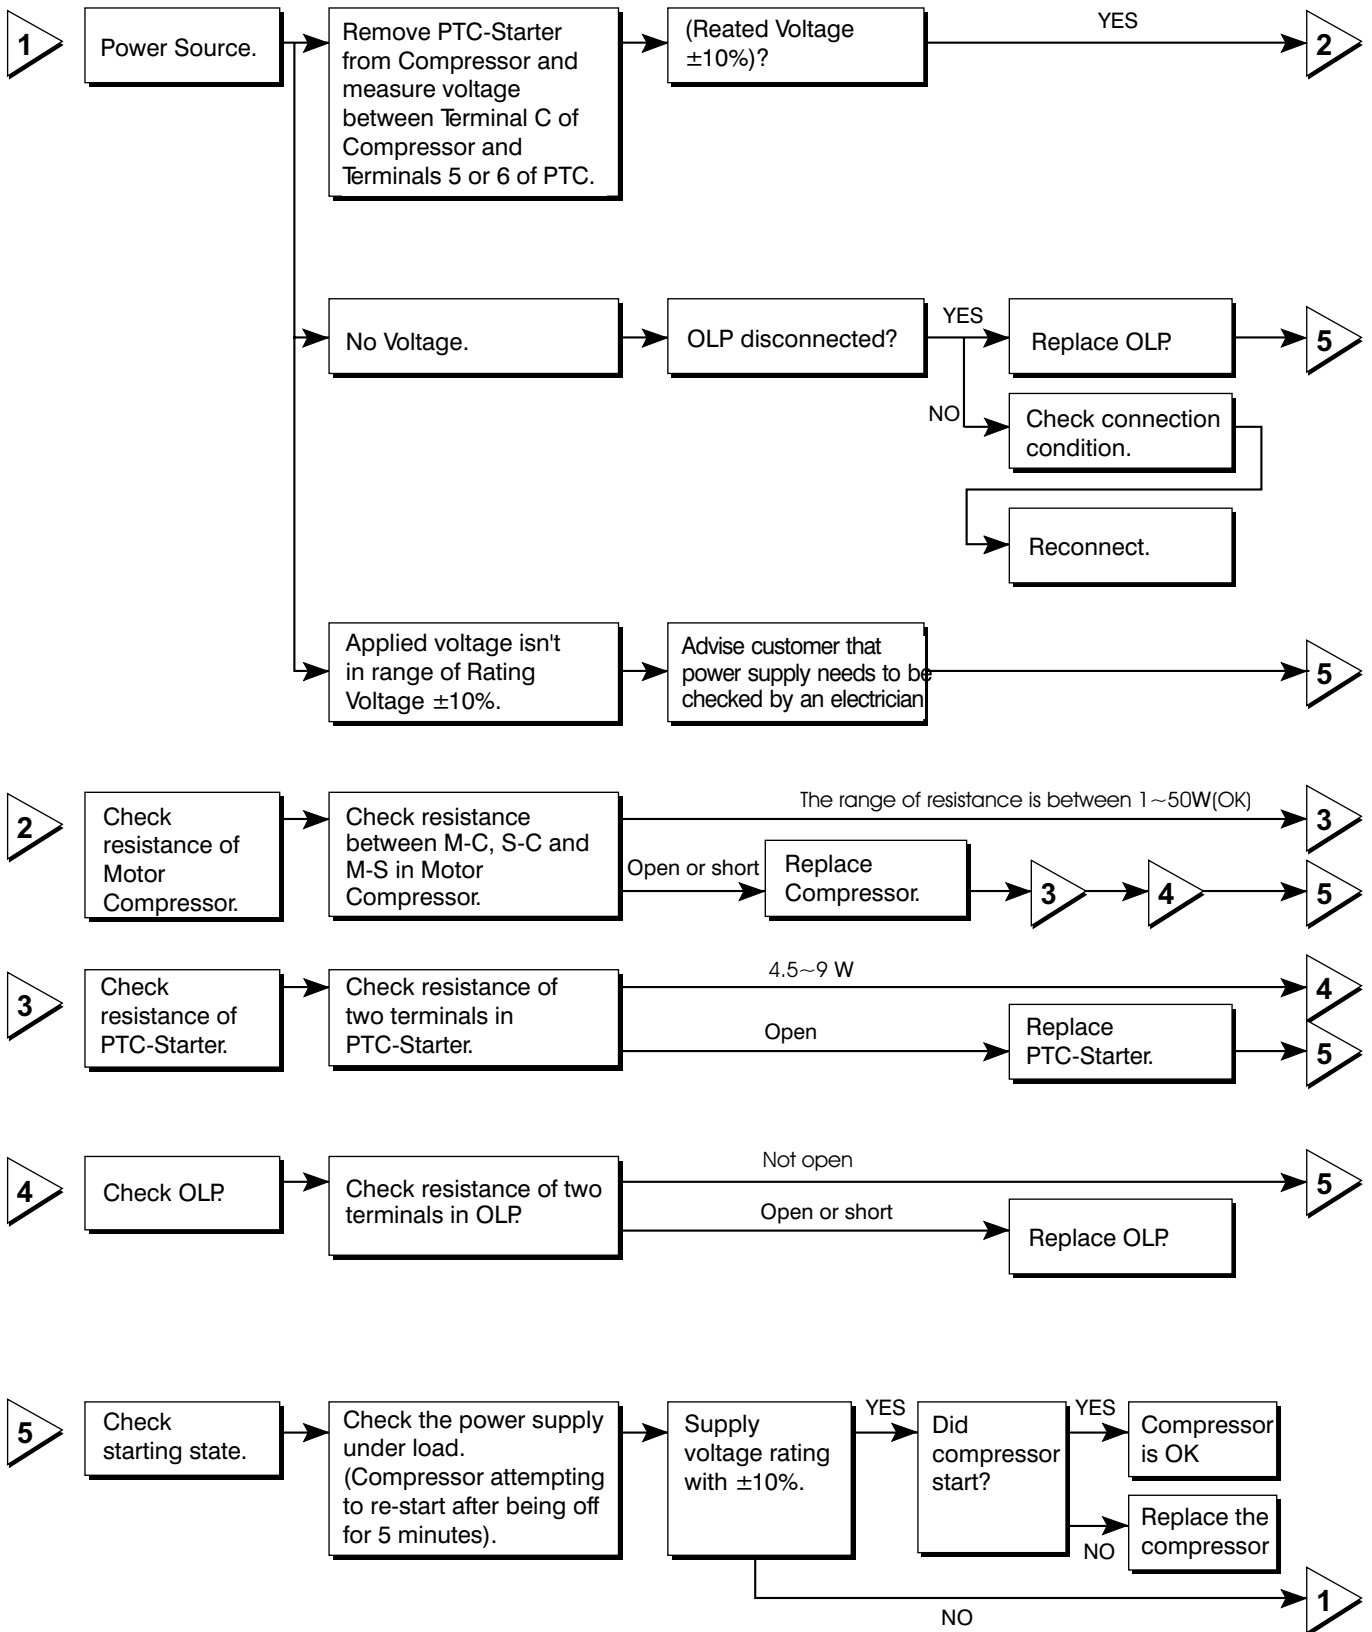 1
Power Source.
Remove PTC-Starter
from Compressor and
measure voltage
between Terminal C of
Compressor and
Terminals 5 or 6 of PTC.
(Reated Voltage
±10%)?
YES
2
No Voltage.
OLP disconnected?
YES
Replace OLP.
5
NO
Check connection
condition.
Reconnect.
Applied voltage isn't
in range of Rating
Voltage ±10%.
Advise customer that
power supply needs to be
checked by an electrician
5
2
Check
resistance of
Motor
Compressor.
Check resistance
between M-C, S-C and
M-S in Motor
Compressor.
The range of resistance is between 1~50W(OK)
3
Open or short
Replace
Compressor.
3
4
5
3
Check
resistance of
PTC-Starter.
Check resistance of
two terminals in
PTC-Starter.
4.5~9 W
4
Open
Replace
PTC-Starter.
5
4
Check OLP.
Check resistance of two
terminals in OLP.
Not open
5
Open or short
Replace OLP.
5
Check
starting state.
Check the power supply
under load.
(Compressor attempting
to re-start after being off
for 5 minutes).
Supply
voltage rating
with ±10%.
YES
Did
compressor
start?
YES
Compressor
is OK
NO
Replace the
compressor
NO
1